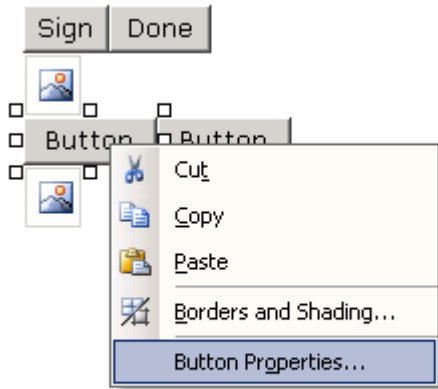 Sign Done
Button Button
Cut
Copy
Paste
Borders and Shading...
Button Properties...